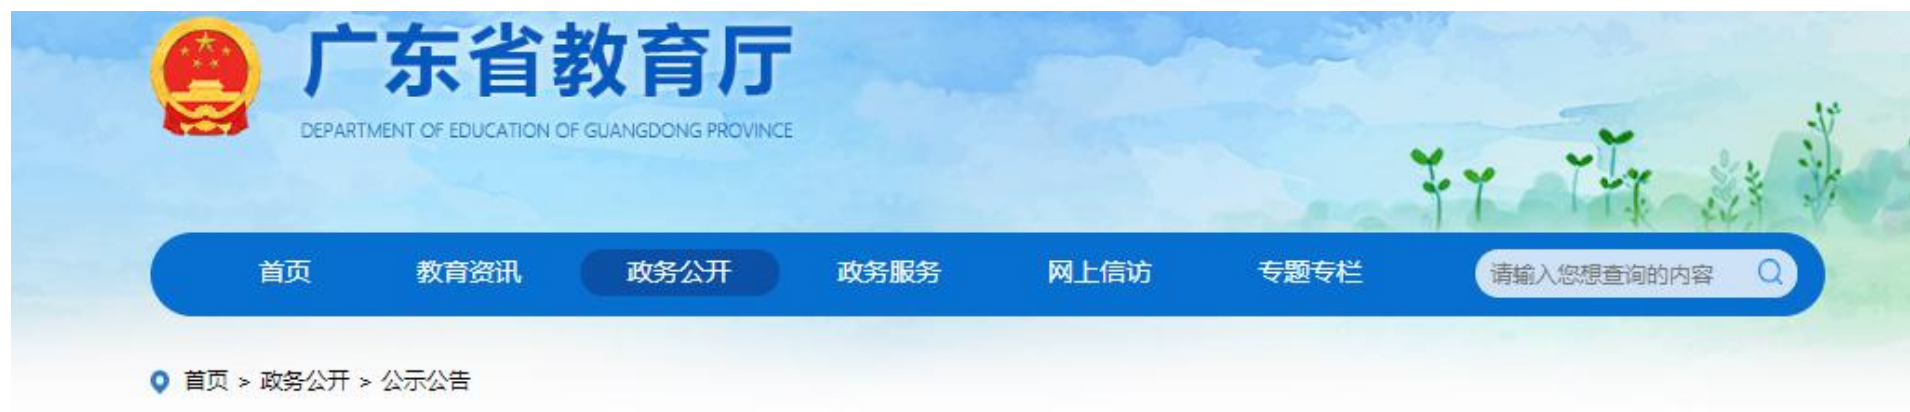 广东省教育厅
DEPARTMENT OF EDUCATION OF GUANGDONG PROVINCE
首页 教育资讯 政务公开 政务服务 网上信访 专题专栏 请输入您想查询的内容
首页 > 政务公开 > 公示公告